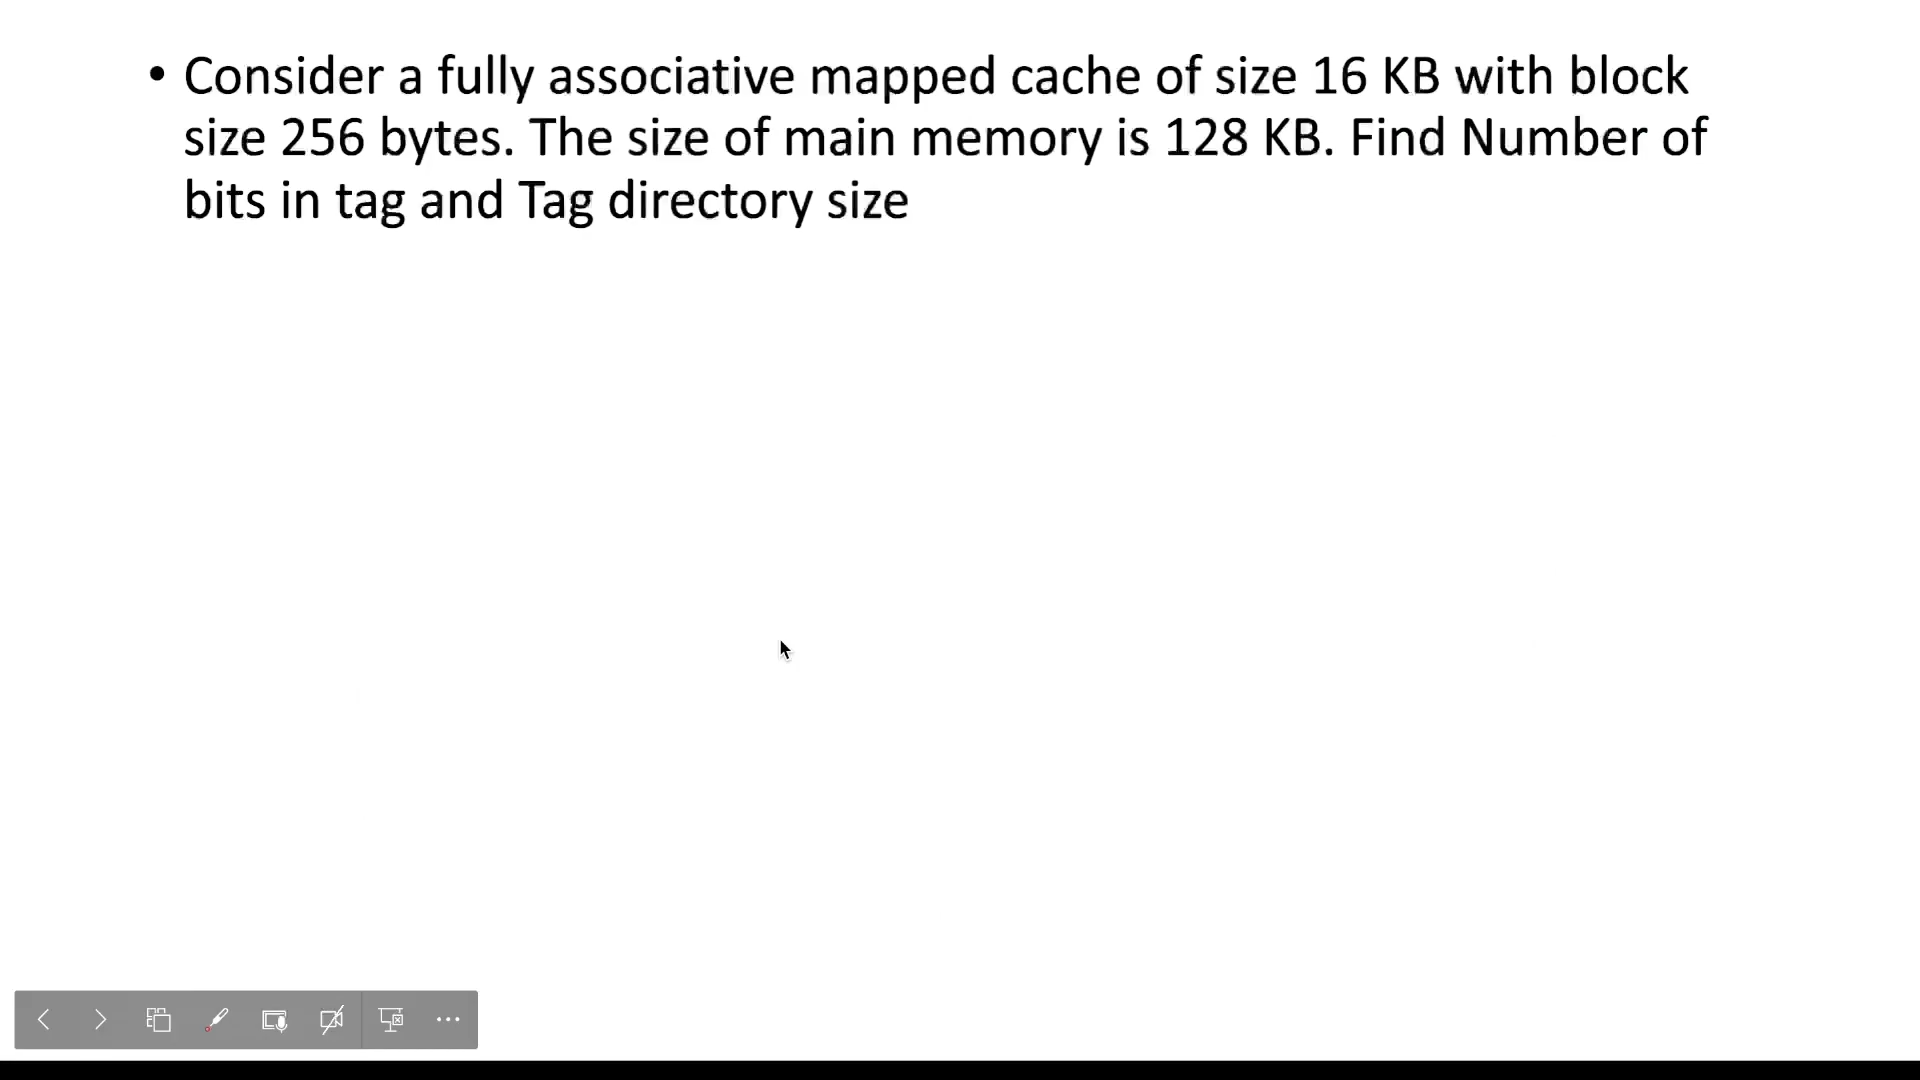 • Consider a fully associative mapped cache of size 16 KB with block
size 256 bytes. The size of main memory is 128 KB. Find Number of
bits in tag and Tag directory size